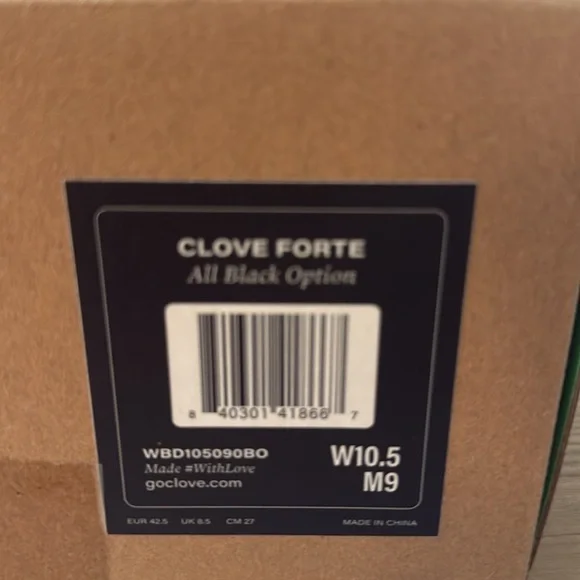 CLOVE FORTE
All Black Option
8 40301 41866 7
WBD105090BO
Made #WithLove
goclove.com
W10.5
M9
EUR 42.5 UK 8.5 CM 27
MADE IN CHINA